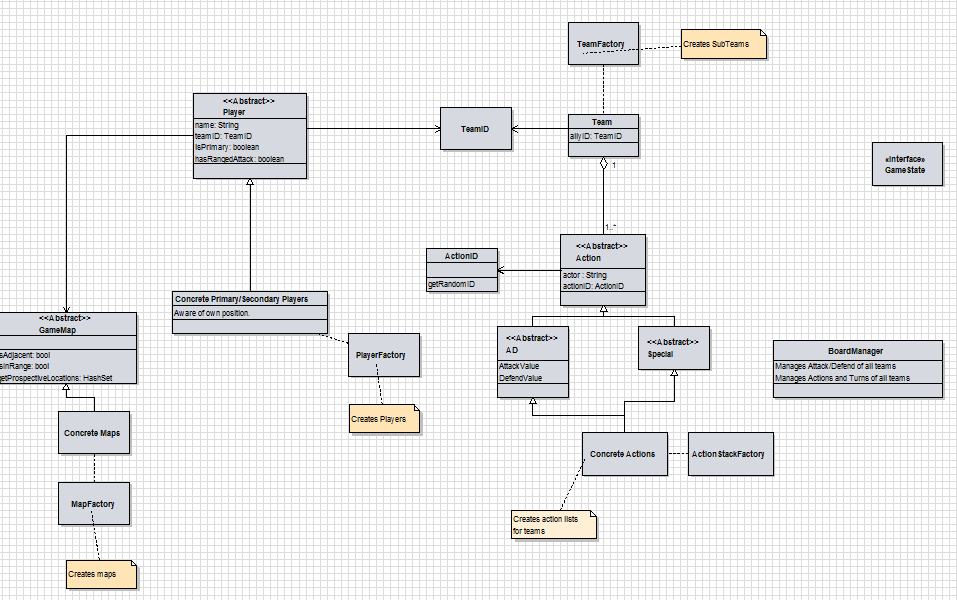 TeamFactory
Creates SubTeams
<<Abstract>>
Player
name: String
teamID: TeamID
isPrimary: boolean
hasRangedAttack: boolean
TeamID
Team
allyID: TeamID
1
«interface»
GameState
1..*
<<Abstract>>
Action
actor : String
actionID: ActionID
ActionID
getRandomID
Concrete Primary/Secondary Players
Aware of own position.
<<Abstract>>
GameMap
sAdjacent: bool
sInRange: bool
getProspectiveLocations: HashSet
PlayerFactory
Creates Players
<<Abstract>>
AD
AttackValue
DefendValue
<<Abstract>>
Special
BoardManager
Manages Attack/Defend of all teams
Manages Actions and Turns of all teams
Concrete Maps
Concrete Actions
ActionStackFactory
MapFactory
Creates action lists
for teams
Creates maps